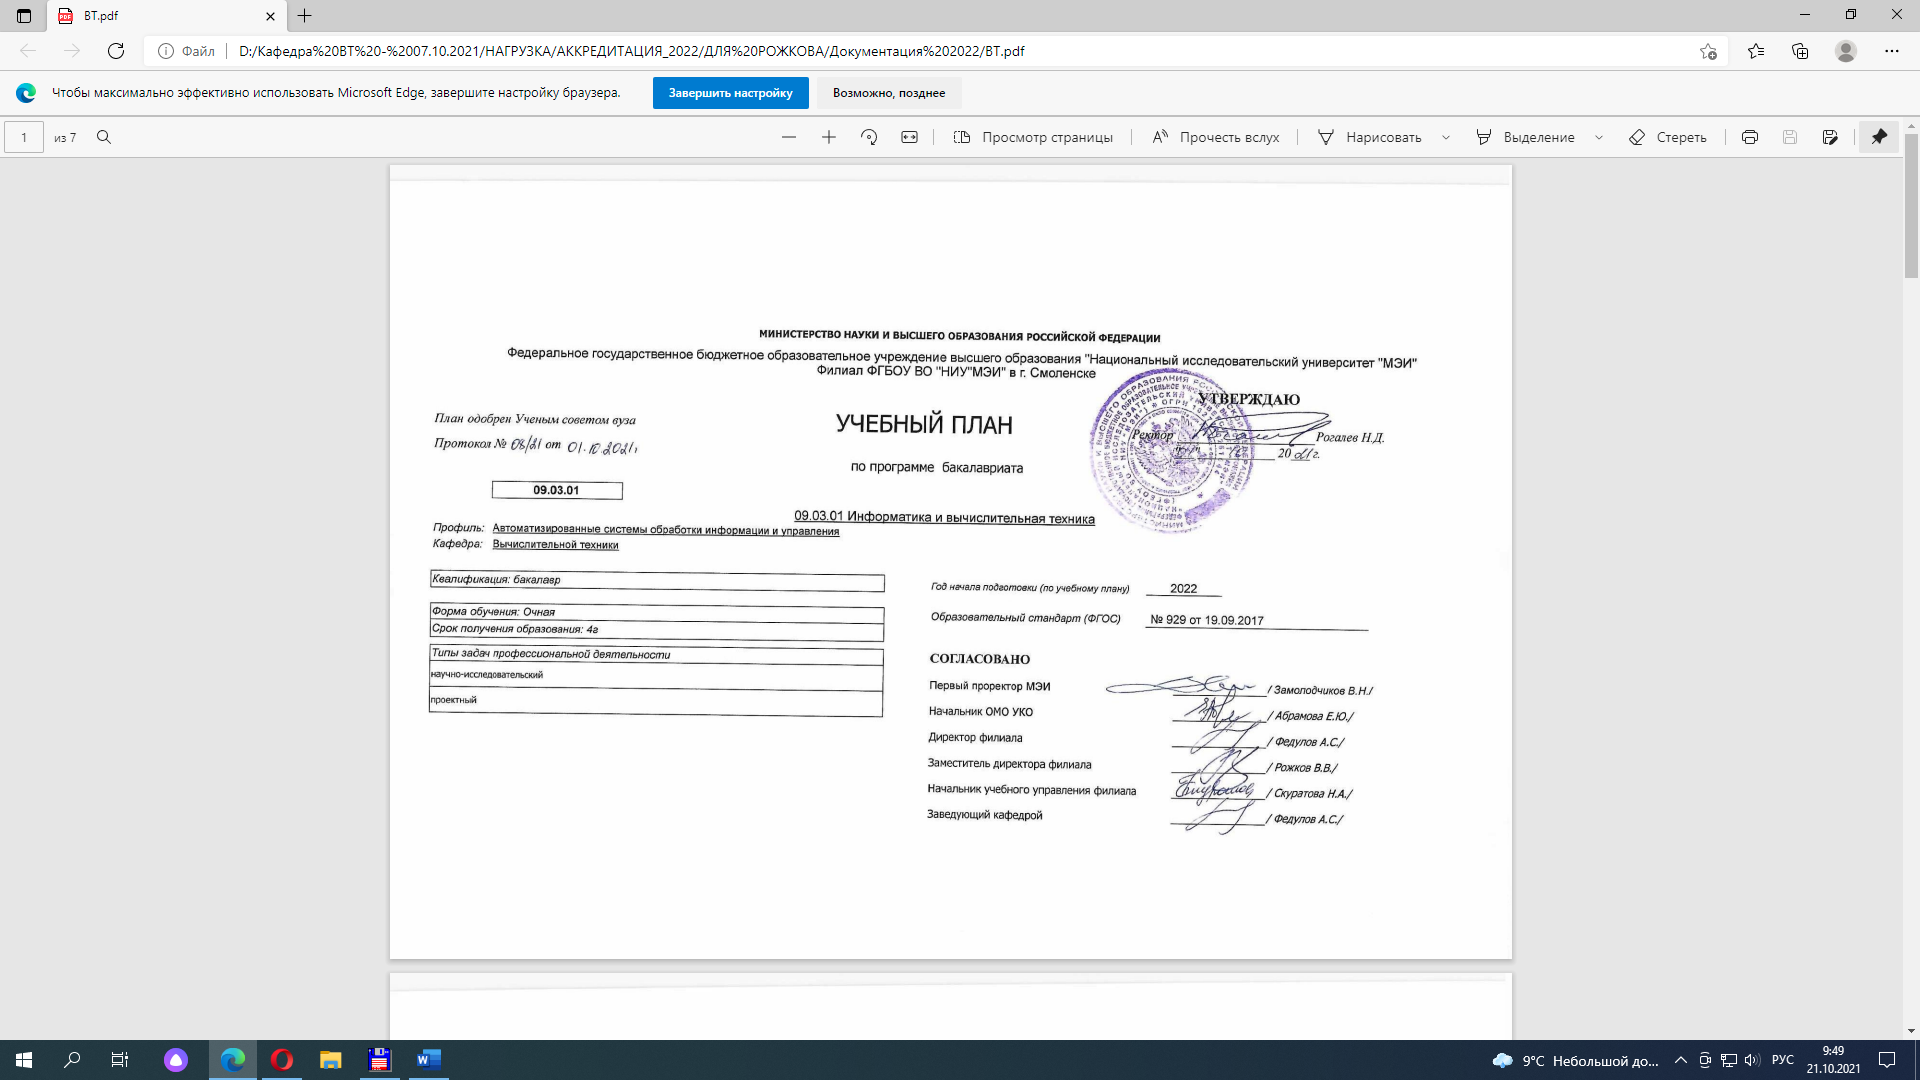 ВТ.pdf
Файл D:/Кафедра%20ВТ%20-%2007.10.2021/НАГРУЗКА/АККРЕДИТАЦИЯ_2022/ДЛЯ%20РОЖКОВА/Документация%202022/ВТ.pdf
Чтобы максимально эффективно использовать Microsoft Edge, завершите настройку браузера. Завершить настройку Возможно, позднее
1 из 7 Просмотр страницы Прочесть вслух Нарисовать Выделение Стереть
МИНИСТЕРСТВО НАУКИ И ВЫСШЕГО ОБРАЗОВАНИЯ РОССИЙСКОЙ ФЕДЕРАЦИИ
Федеральное государственное бюджетное образовательное учреждение высшего образования "Национальный исследовательский университет "МЭИ"
Филиал ФГБОУ ВО "НИУ"МЭИ" в г. Смоленске
УТВЕРЖДАЮ
План одобрен Ученым советом вуза
Протокол № 08/21 от 01.10.2021г
УЧЕБНЫЙ ПЛАН
Ректор Рогалев Н.Д.
20 21 г.
по программе бакалавриата
09.03.01
09.03.01 Информатика и вычислительная техника
Профиль: Автоматизированные системы обработки информации и управления
Кафедра: Вычислительной техники
Квалификация: бакалавр
Форма обучения: Очная
Срок получения образования: 4г
Типы задач профессиональной деятельности
научно-исследовательский
проектный
Год начала подготовки (по учебному плану) 2022
Образовательный стандарт (ФГОС) № 929 от 19.09.2017
СОГЛАСОВАНО
Первый проректор МЭИ / Замолодчиков В.Н./
Начальник ОМО УКО / Абрамова Е.Ю./
Директор филиала / Федулов А.С./
Заместитель директора филиала / Рожков В.В./
Начальник учебного управления филиала / Скуратова Н.А./
Заведующий кафедрой / Федулов А.С./
9°C Небольшой до... РУС 9:49
21.10.2021